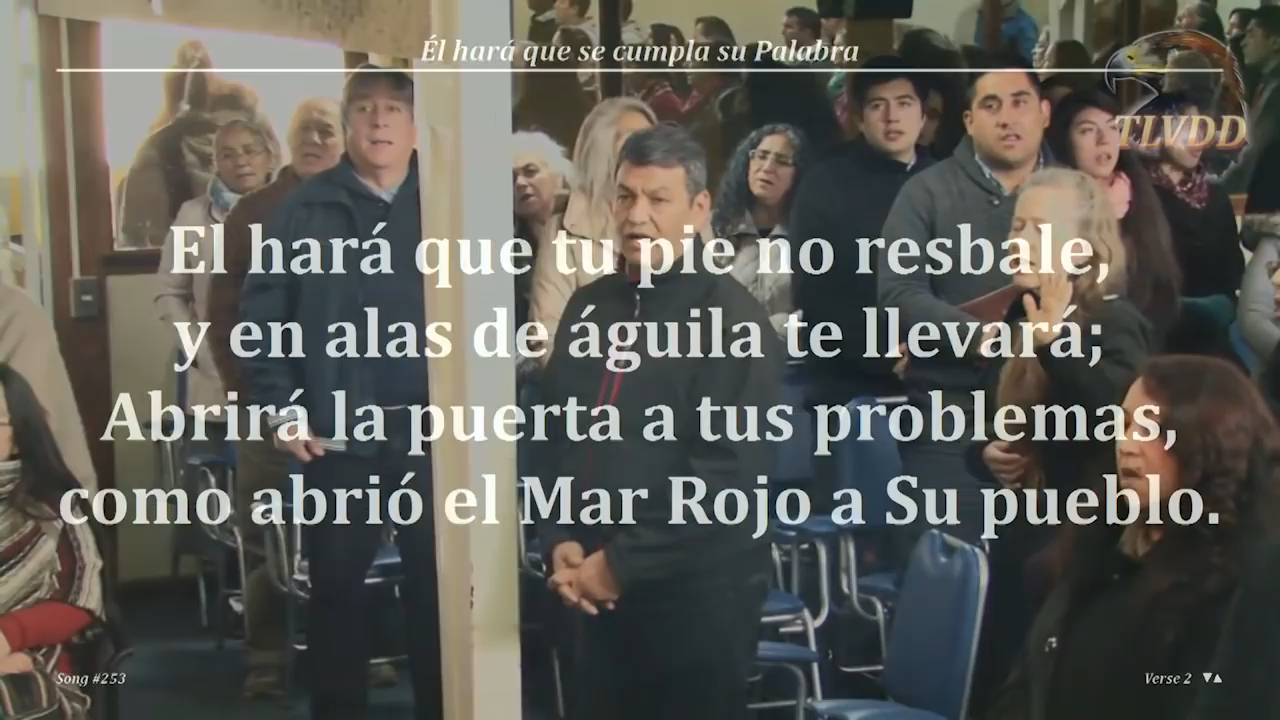 Él hará que se cumpla su Palabra
TLVDD
El hará que tu pie no resbale,
y en alas de águila te llevará;
Abrirá la puerta a tus problemas,
como abrió el Mar Rojo a Su pueblo.
Song #253
Verse 2 ▼▲